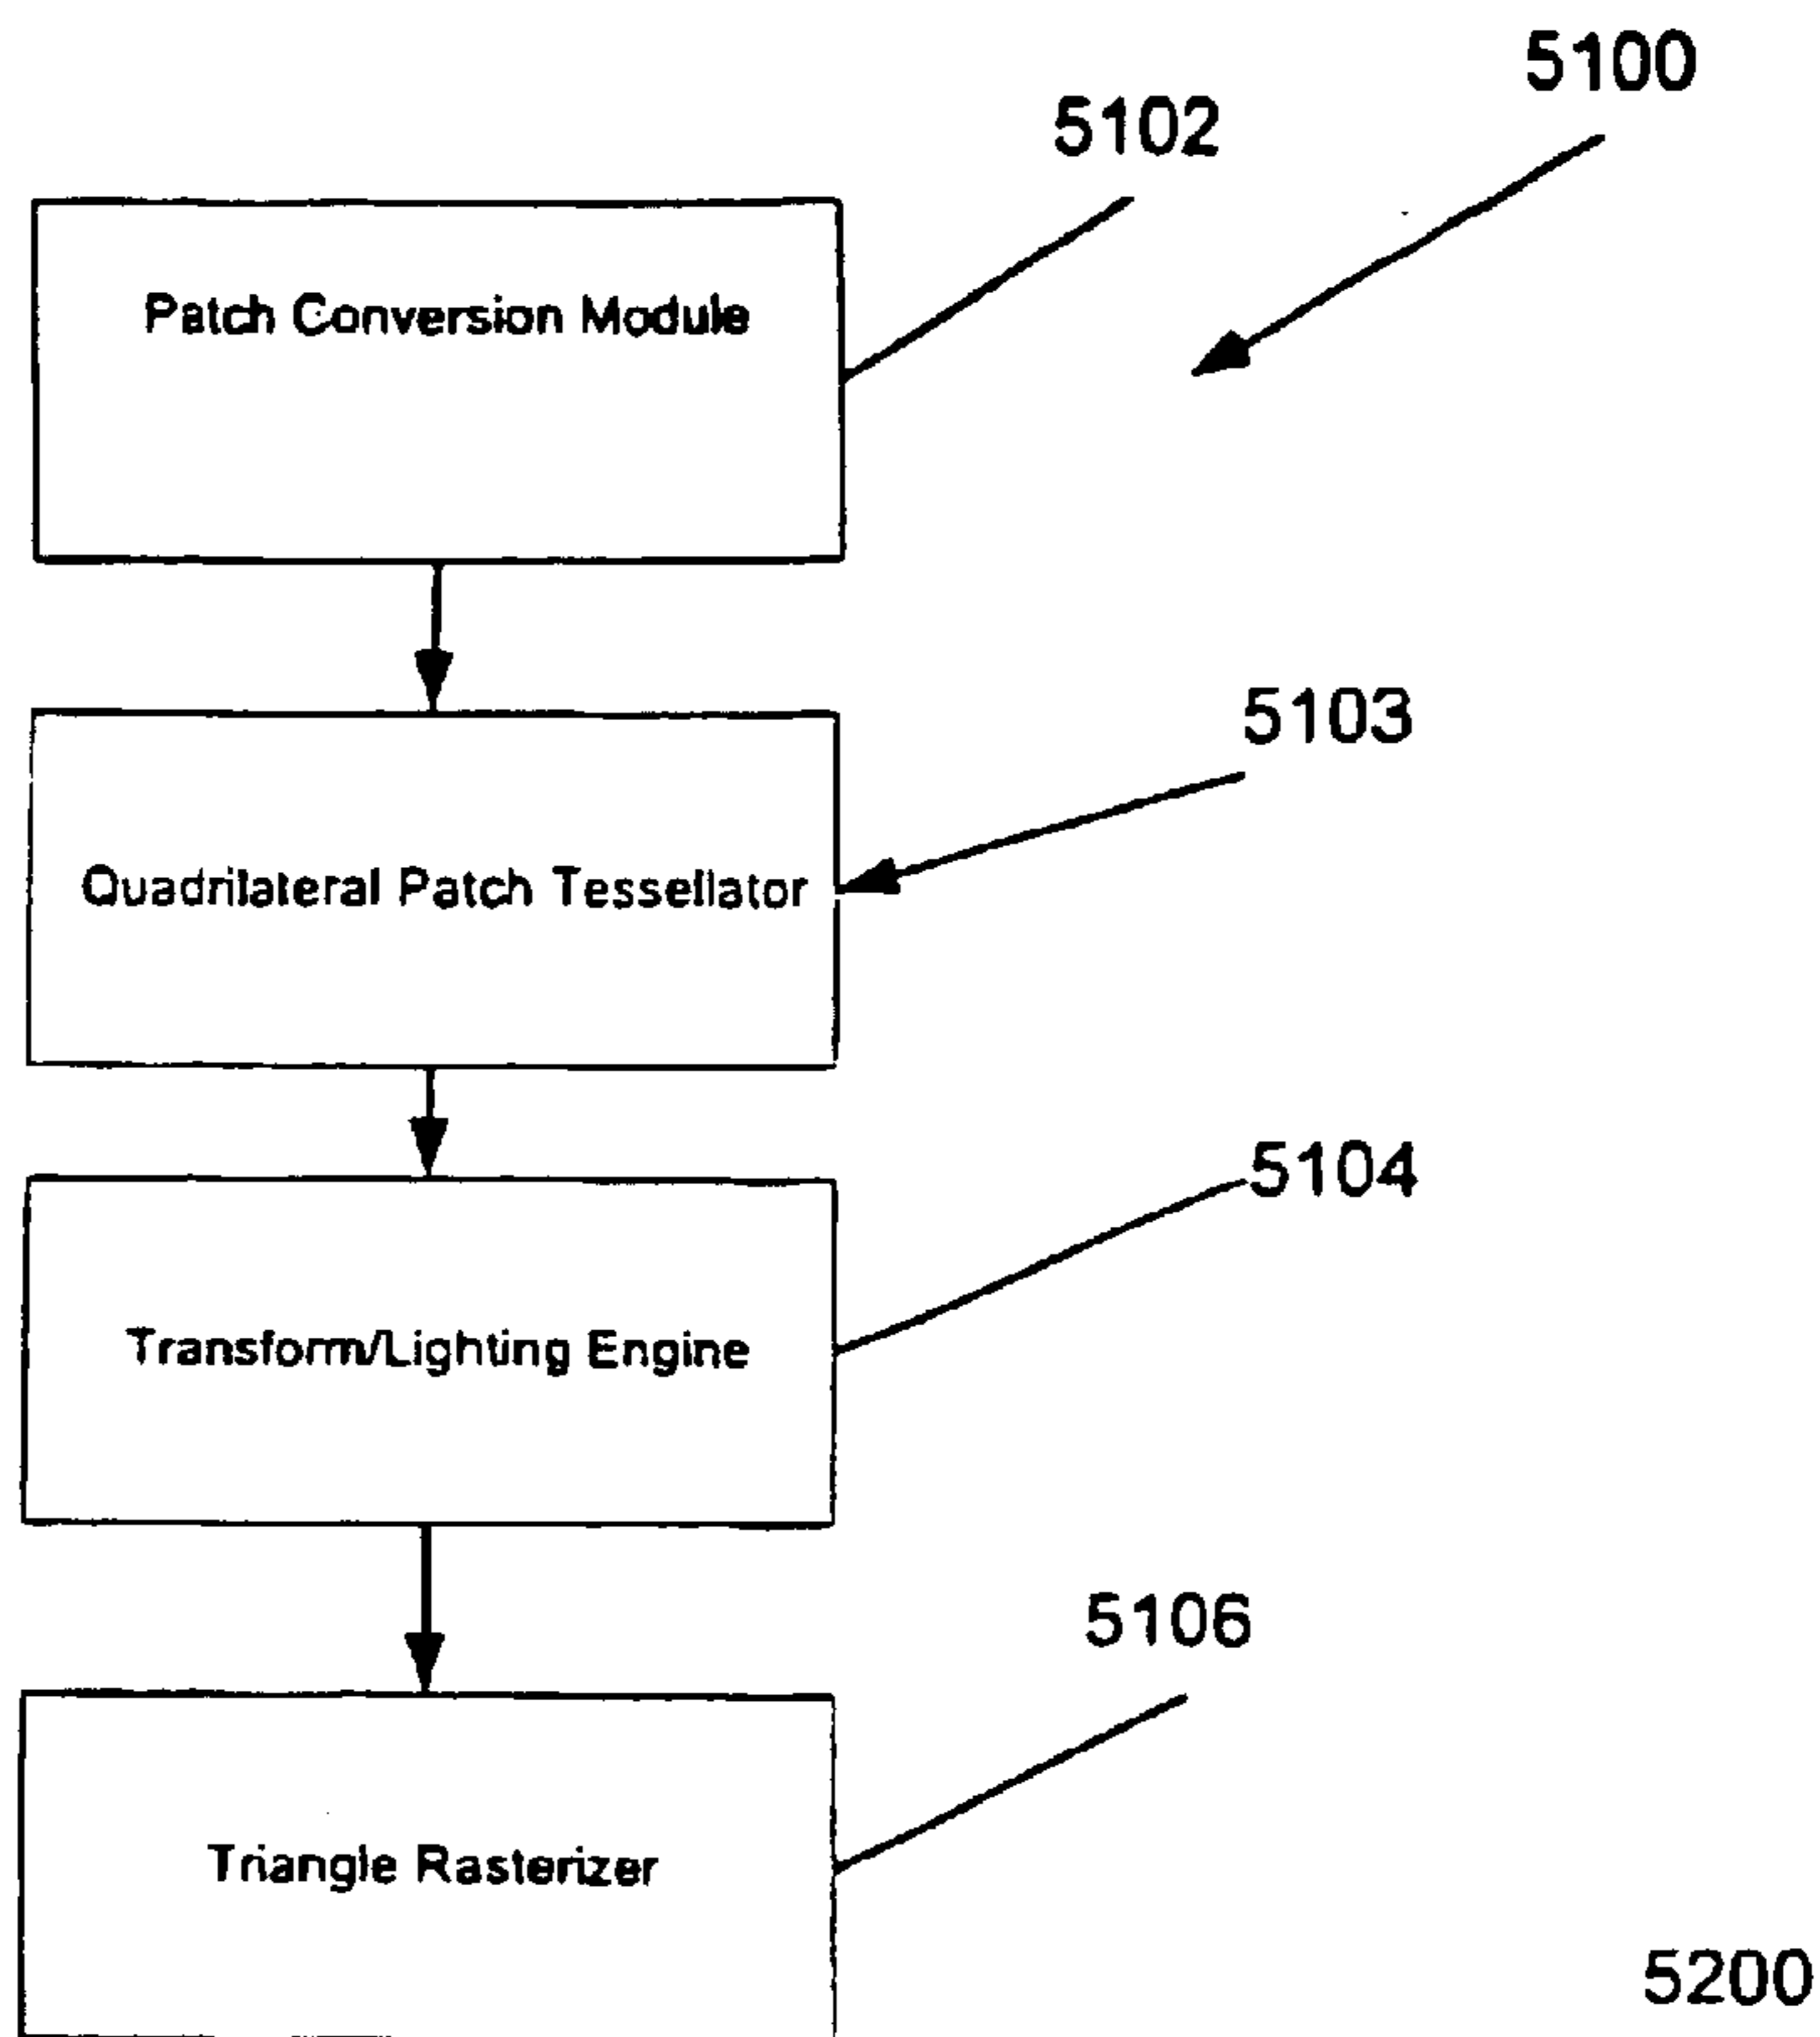 5100
5102
Patch Conversion Module
5103
Quadrilateral Patch Tessellator
5104
Transform/Lighting Engine
5106
Triangle Rasterizer
5200